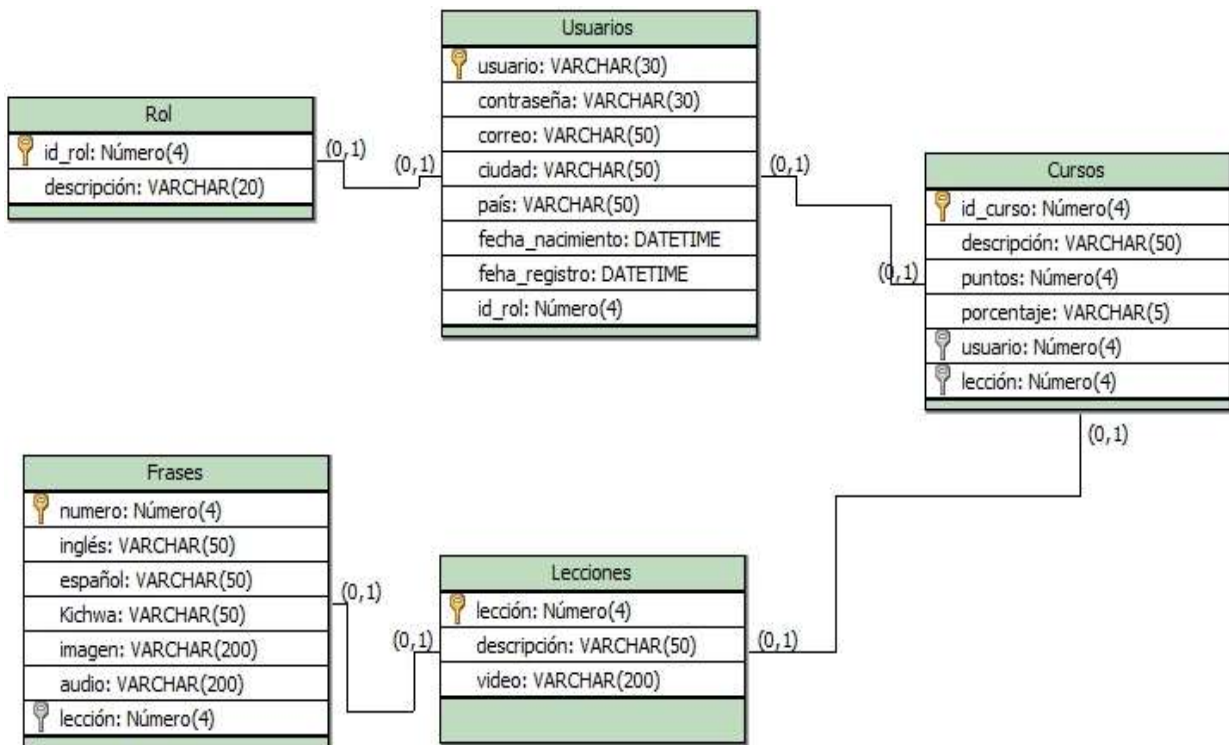 Usuarios
usuario: VARCHAR(30)
contraseña: VARCHAR(30)
correo: VARCHAR(50)
ciudad: VARCHAR(50)
país: VARCHAR(50)
fecha_nacimiento: DATETIME
feha_registro: DATETIME
id_rol: Número(4)
Rol
id_rol: Número(4)
descripción: VARCHAR(20)
(0,1)
(0,1)
(0,1)
(0,1)
Cursos
id_curso: Número(4)
descripción: VARCHAR(50)
puntos: Número(4)
porcentaje: VARCHAR(5)
usuario: Número(4)
lección: Número(4)
(0,1)
Frases
numero: Número(4)
inglés: VARCHAR(50)
español: VARCHAR(50)
Kichwa: VARCHAR(50)
imagen: VARCHAR(200)
audio: VARCHAR(200)
lección: Número(4)
(0,1)
(0,1)
Lecciones
lección: Número(4)
descripción: VARCHAR(50)
video: VARCHAR(200)
(0,1)